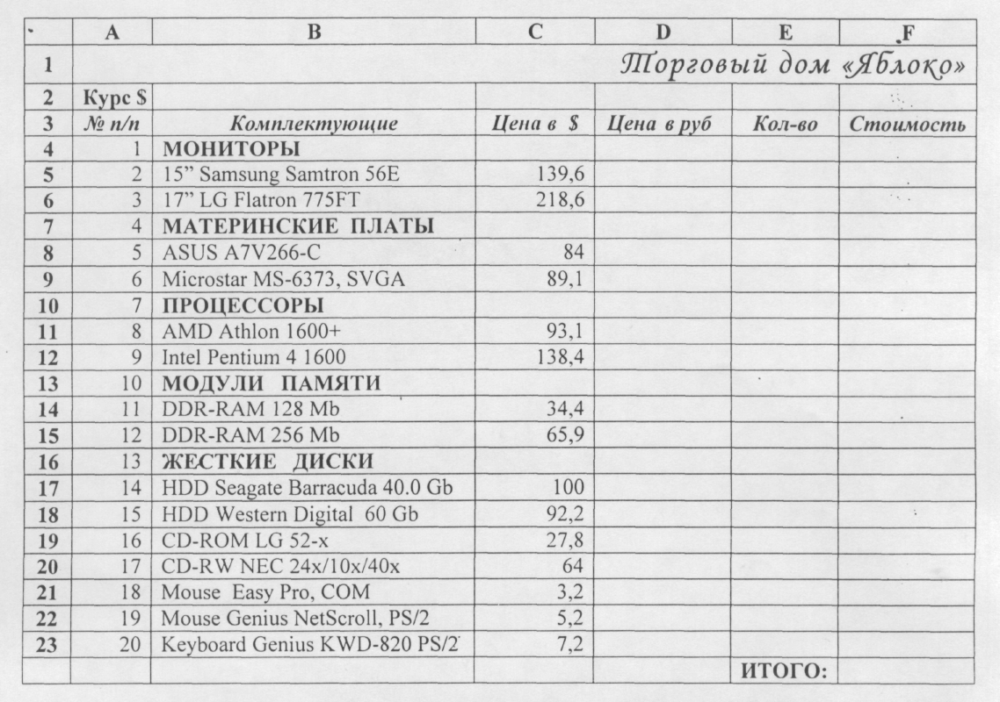 A B C D E F
1 Торговый дом «Яблоко»
2 Курс $
3 № п/п Комплектующие Цена в $ Цена в руб Кол-во Стоимость
4 1 МОНИТОРЫ
5 2 15” Samsung Samtron 56E 139,6
6 3 17” LG Flatron 775FT 218,6
7 4 МАТЕРИНСКИЕ ПЛАТЫ
8 5 ASUS A7V266-C 84
9 6 Microstar MS-6373, SVGA 89,1
10 7 ПРОЦЕССОРЫ
11 8 AMD Athlon 1600+ 93,1
12 9 Intel Pentium 4 1600 138,4
13 10 МОДУЛИ ПАМЯТИ
14 11 DDR-RAM 128 Mb 34,4
15 12 DDR-RAM 256 Mb 65,9
16 13 ЖЕСТКИЕ ДИСКИ
17 14 HDD Seagate Barracuda 40.0 Gb 100
18 15 HDD Western Digital 60 Gb 92,2
19 16 CD-ROM LG 52-x 27,8
20 17 CD-RW NEC 24x/10x/40x 64
21 18 Mouse Easy Pro, COM 3,2
22 19 Mouse Genius NetScroll, PS/2 5,2
23 20 Keyboard Genius KWD-820 PS/2 7,2
ИТОГО: